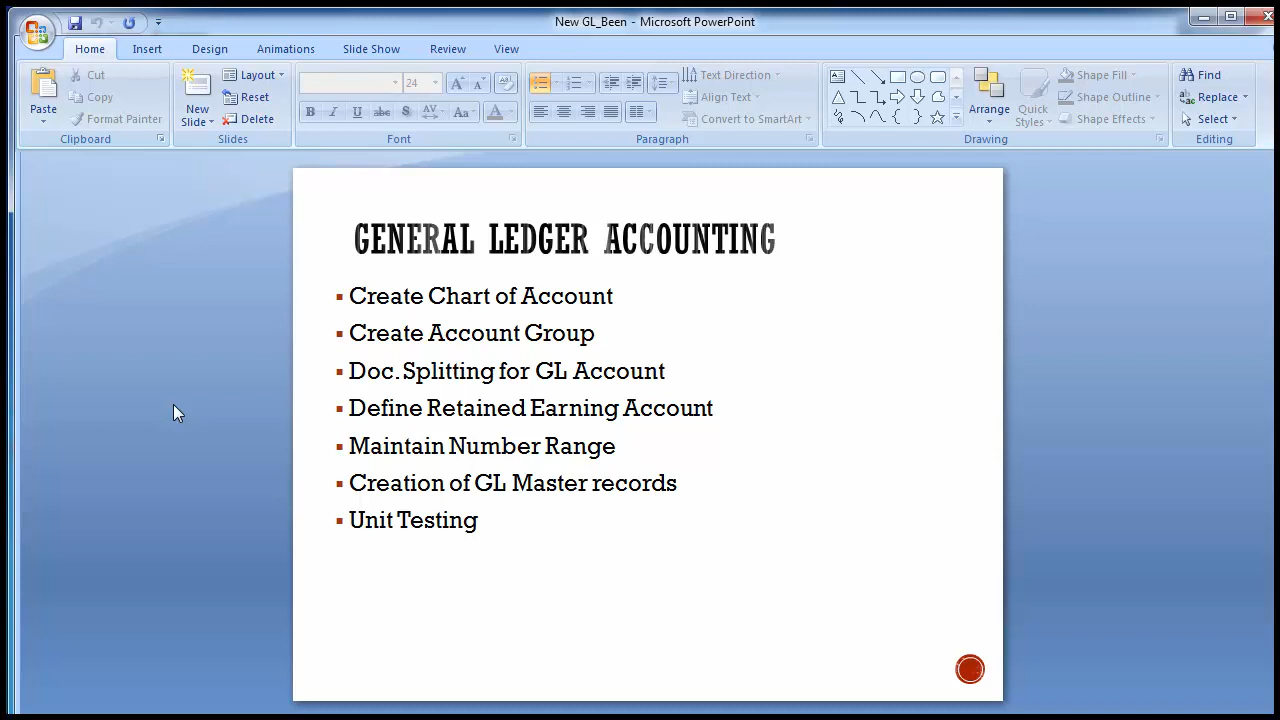 New GL_Been - Microsoft PowerPoint
Home Insert Design Animations Slide Show Review View
Paste
Cut
Copy
Format Painter
Clipboard
New Slide
Layout
Reset
Delete
Slides
24
B I U abc AV Aa A
Font
Text Direction
Align Text
Convert to SmartArt
Paragraph
Arrange
Quick Styles
Shape Fill
Shape Outline
Shape Effects
Drawing
Find
Replace
Select
Editing
GENERAL LEDGER ACCOUNTING
Create Chart of Account
Create Account Group
Doc. Splitting for GL Account
Define Retained Earning Account
Maintain Number Range
Creation of GL Master records
Unit Testing